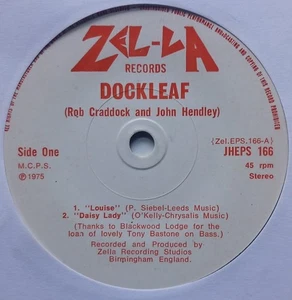 ZEL-LA
RECORDS
DOCKLEAF
(Rob Craddock and John Hendley)
(Zel.EPS.166-A)
Side One
JHEPS 166
M.C.P.S.
45 rpm
℗1975
Stereo
1. "Louise" (P. Siebel-Leeds Music)
2. "Daisy Lady" (O'Kelly-Chrysalis Music)
(Thanks to Blackwood Lodge for the
loan of lovely Tony Bastone on Bass.)
Recorded and Produced by
Zella Recording Studios
Birmingham England.